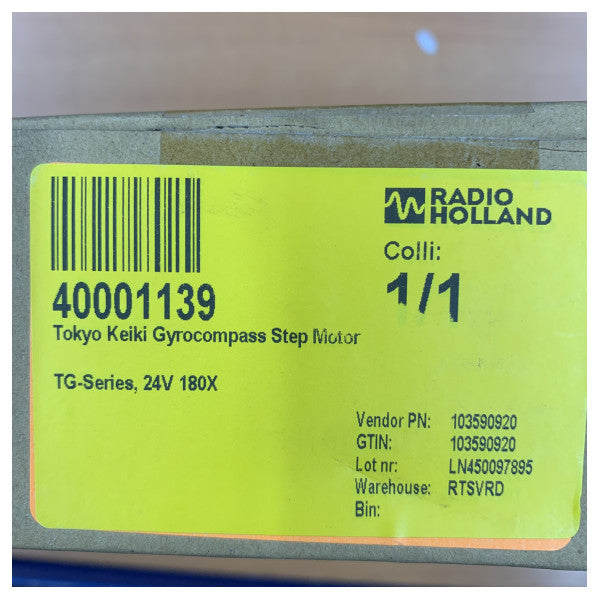 RADIO
HOLLAND
Colli:
1/1
40001139
Tokyo Keiki Gyrocompass Step Motor
TG-Series, 24V 180X
Vendor PN: 103590920
GTIN: 103590920
Lot nr: LN450097895
Warehouse: RTSVRD
Bin: